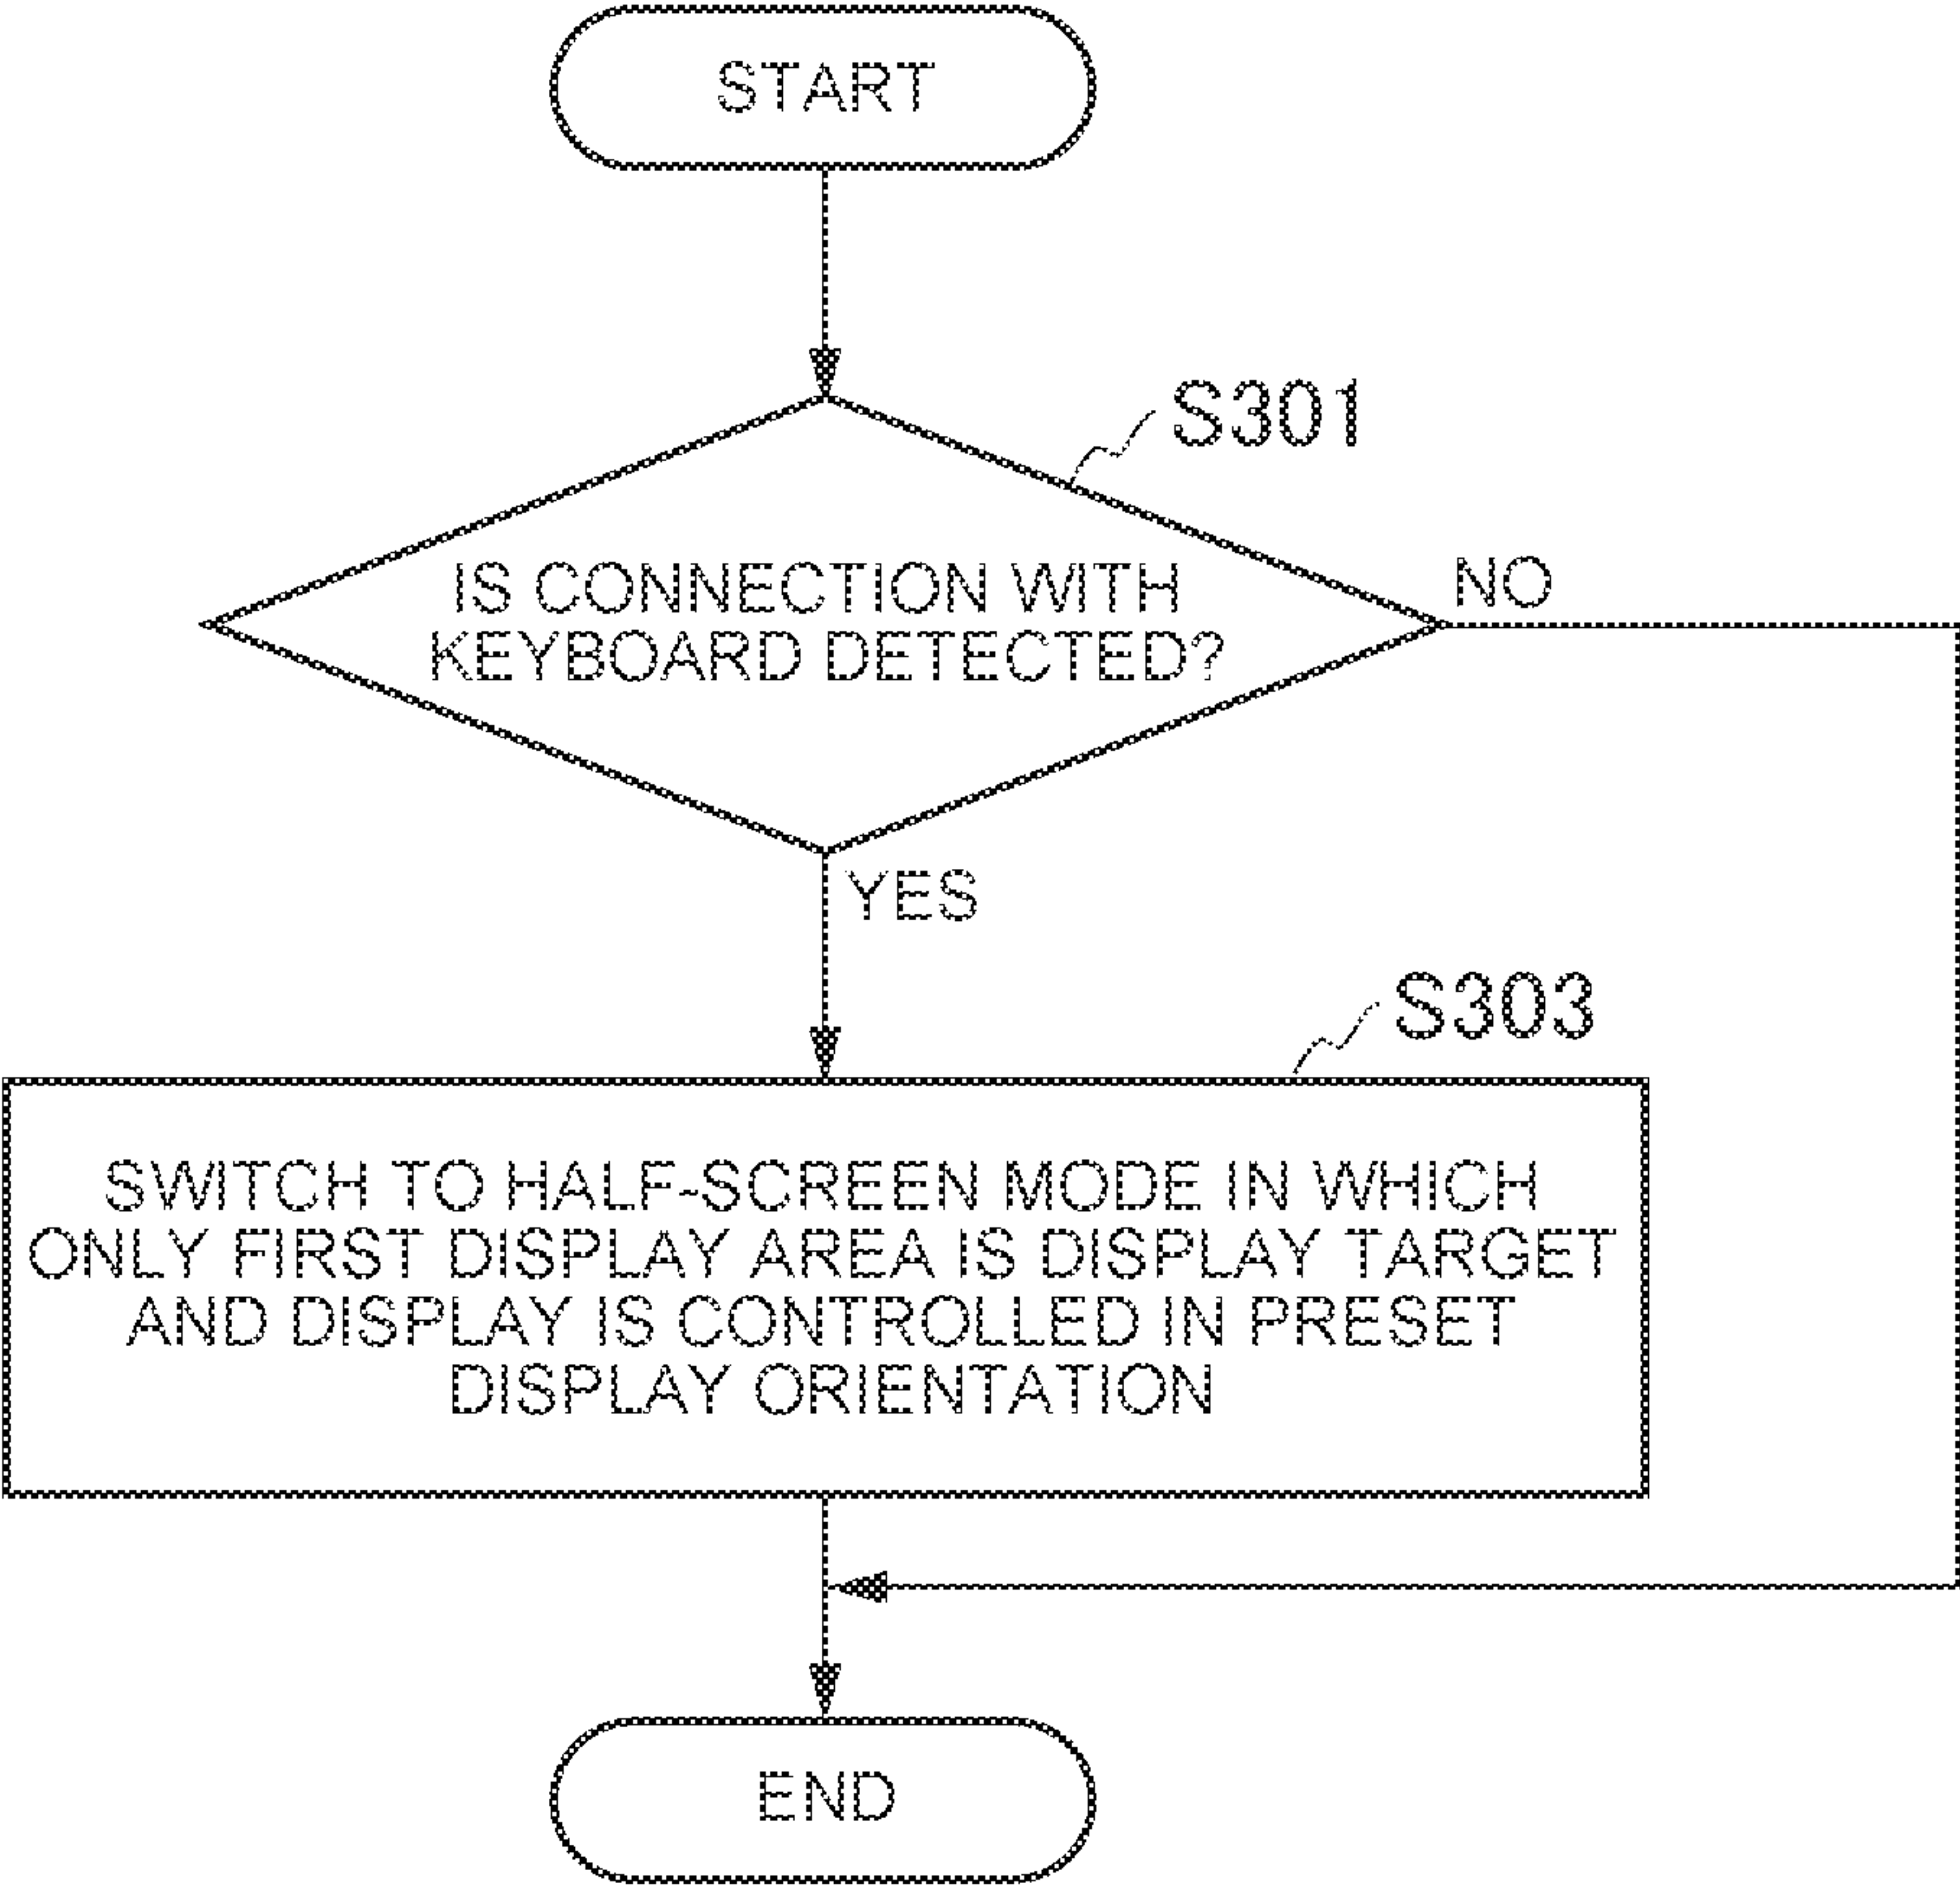 START
S301
IS CONNECTION WITH
KEYBOARD DETECTED?
NO
YES
S303
SWITCH TO HALF-SCREEN MODE IN WHICH
ONLY FIRST DISPLAY AREA IS DISPLAY TARGET
AND DISPLAY IS CONTROLLED IN PRESET
DISPLAY ORIENTATION
END